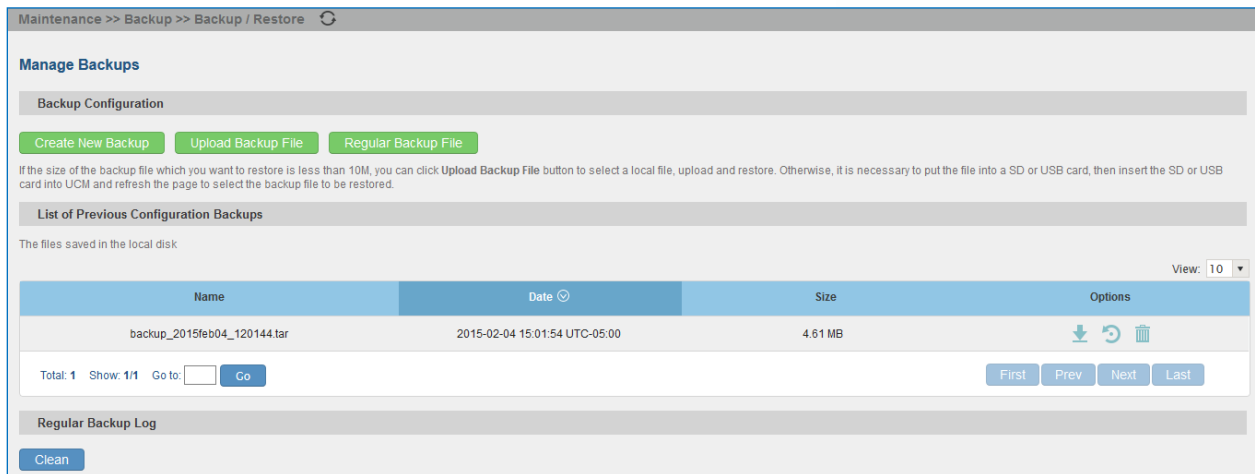 Maintenance >> Backup >> Backup / Restore
Manage Backups
Backup Configuration
Create New Backup Upload Backup File Regular Backup File
If the size of the backup file which you want to restore is less than 10M, you can click Upload Backup File button to select a local file, upload and restore. Otherwise, it is necessary to put the file into a SD or USB card, then insert the SD or USB
card into UCM and refresh the page to select the backup file to be restored.
List of Previous Configuration Backups
The files saved in the local disk
View: 10
Name Date Size Options
backup_2015feb04_120144.tar 2015-02-04 15:01:54 UTC-05:00 4.61 MB
Total: 1 Show: 1/1 Go to: Go First Prev Next Last
Regular Backup Log
Clean